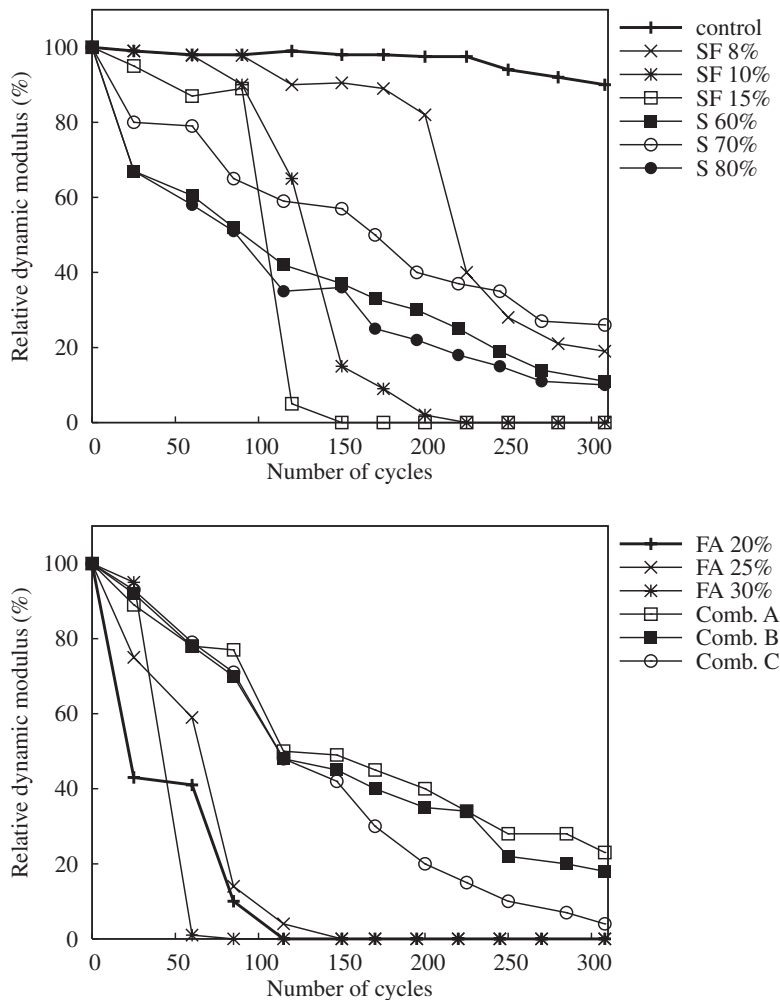 Relative dynamic modulus (%)
100
80
60
40
20
0
0 50 100 150 200 250 300
Number of cycles
control
SF 8%
SF 10%
SF 15%
S 60%
S 70%
S 80%
Relative dynamic modulus (%)
100
80
60
40
20
0
0 50 100 150 200 250 300
Number of cycles
FA 20%
FA 25%
FA 30%
Comb. A
Comb. B
Comb. C